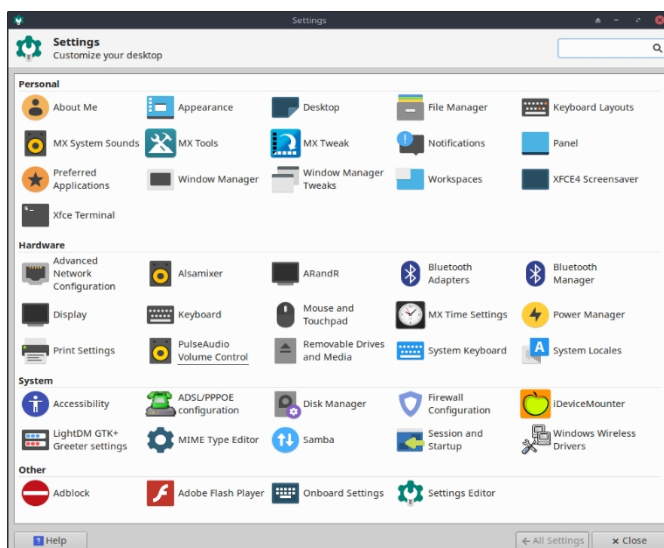 Settings
Settings
Customize your desktop
Personal
About Me
Appearance
Desktop
File Manager
Keyboard Layouts
MX System Sounds
MX Tools
MX Tweak
Notifications
Panel
Preferred
Applications
Window Manager
Window Manager
Tweaks
Workspaces
XFCE4 Screensaver
Xfce Terminal
Hardware
Advanced
Network
Configuration
Alsamixer
ARandR
Bluetooth
Adapters
Bluetooth
Manager
Display
Keyboard
Mouse and
Touchpad
MX Time Settings
Power Manager
Print Settings
PulseAudio
Volume Control
Removable Drives
and Media
System Keyboard
System Locales
System
Accessibility
ADSL/PPPOE
configuration
Disk Manager
Firewall
Configuration
iDeviceMounter
LightDM GTK+
Greeter settings
MIME Type Editor
Samba
Session and
Startup
Windows Wireless
Drivers
Other
Adblock
Adobe Flash Player
Onboard Settings
Settings Editor
Help
All Settings
Close